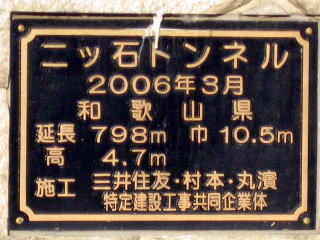 二ッ石トンネル
2006年3月
和歌山県
延長 798m 巾 10.5m
高 4.7m
施工 三井住友・村本・丸濱
特定建設工事共同企業体